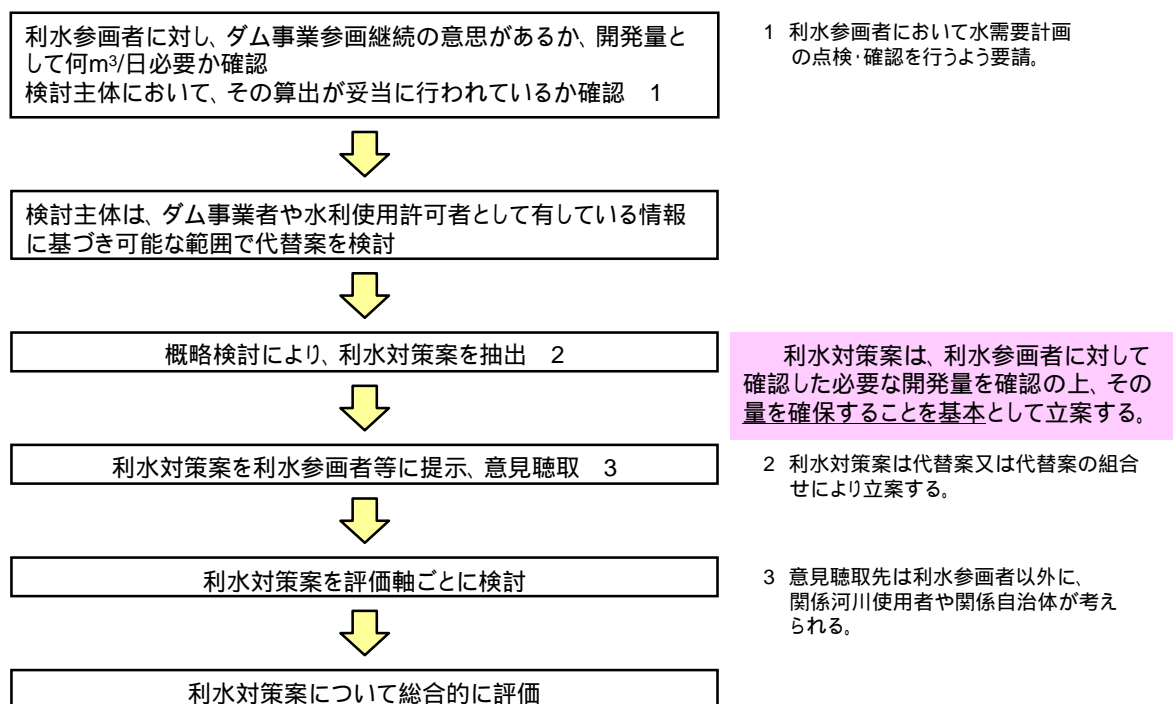 利水参画者に対し、ダム事業参画継続の意思があるか、開発量と
して何m³/日必要か確認
検討主体において、その算出が妥当に行われているか確認　1
1　利水参画者において水需要計画
の点検・確認を行うよう要請。
検討主体は、ダム事業者や水利使用許可者として有している情報
に基づき可能な範囲で代替案を検討
概略検討により、利水対策案を抽出　2
利水対策案は、利水参画者に対して
確認した必要な開発量を確認の上、その
量を確保することを基本として立案する。
利水対策案を利水参画者等に提示、意見聴取　3
2　利水対策案は代替案又は代替案の組合
せにより立案する。
利水対策案を評価軸ごとに検討
3　意見聴取先は利水参画者以外に、
関係河川使用者や関係自治体が考え
られる。
利水対策案について総合的に評価